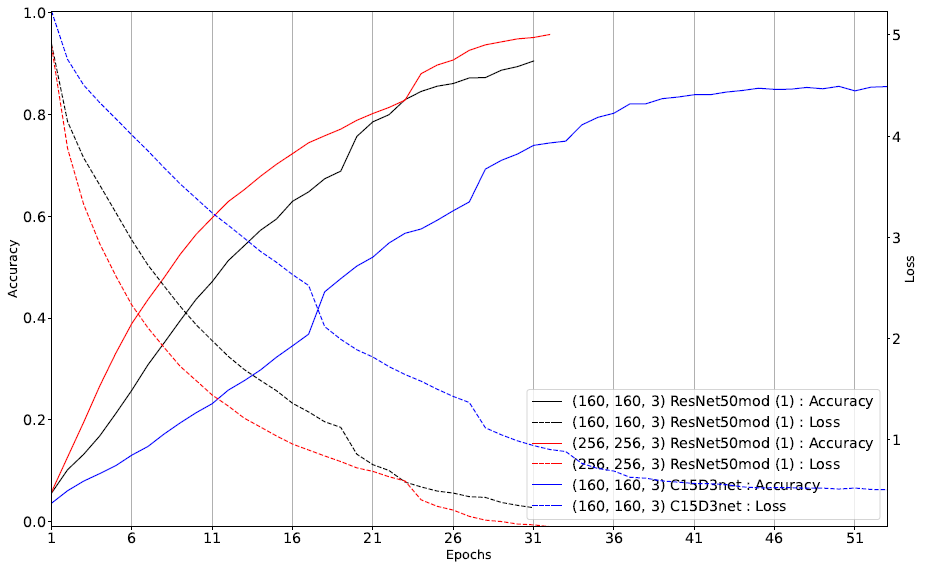 1.0
0.8
0.6
0.4
0.2
0.0
Accuracy
5
4
3
2
1
Loss
(160, 160, 3) ResNet50mod (1) : Accuracy
(160, 160, 3) ResNet50mod (1) : Loss
(256, 256, 3) ResNet50mod (1) : Accuracy
(256, 256, 3) ResNet50mod (1) : Loss
(160, 160, 3) C15D3net : Accuracy
(160, 160, 3) C15D3net : Loss
1 6 11 16 21 26 31 36 41 46 51
Epochs